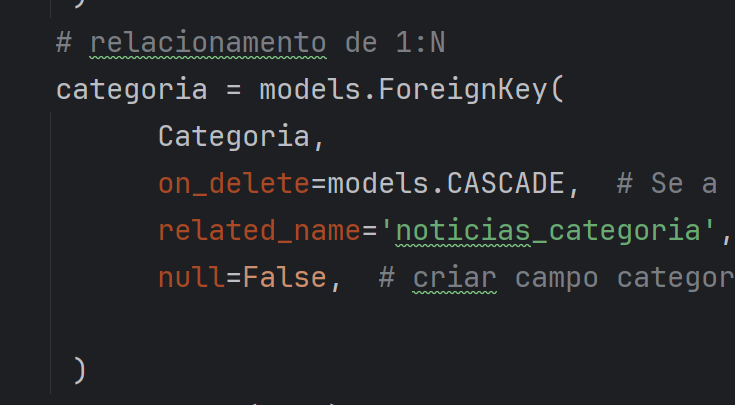 )
# relacionamento de 1:N
categoria = models.ForeignKey(
Categoria,
on_delete=models.CASCADE,  # Se a
related_name='noticias_categoria',
null=False,  # criar campo categor
)